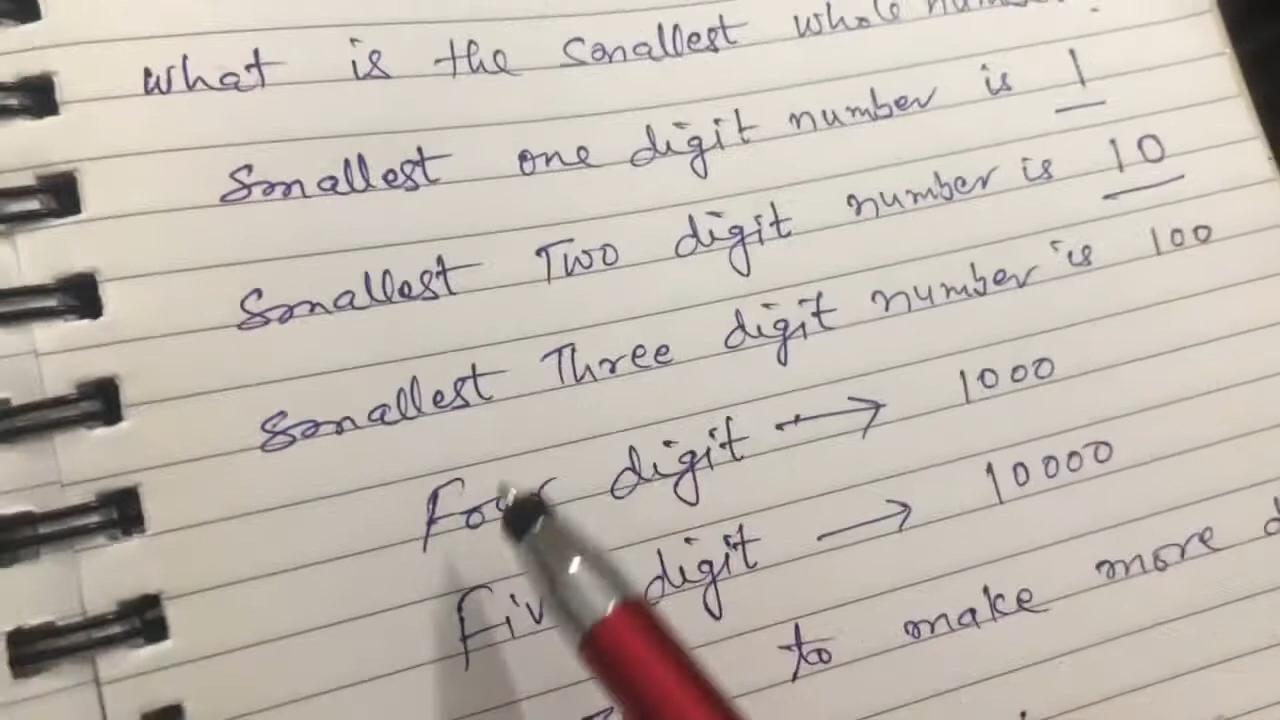 What is the smallest whole
Smallest one digit number is 1
Smallest Two digit number is 10
Smallest Three digit number is 100
Four digit → 1000
digit → 10000
to make more